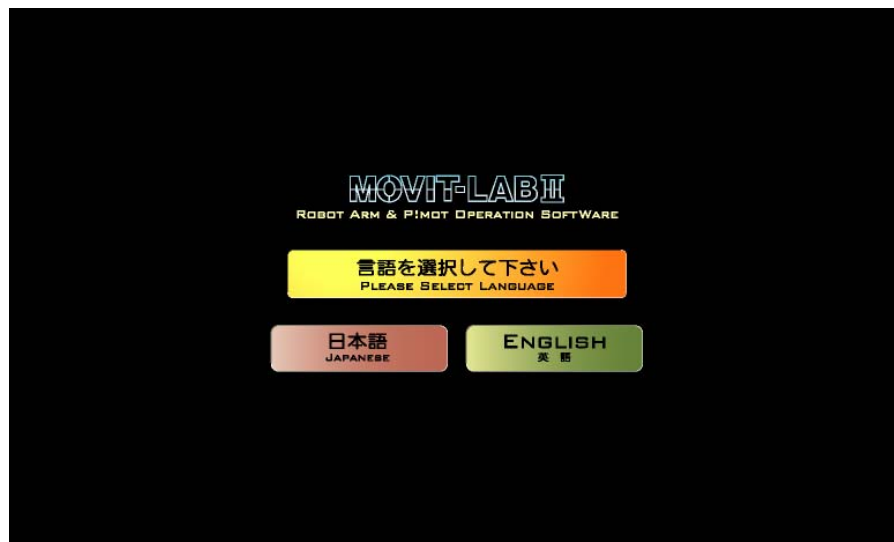 MOVIT-LAB III
ROBOT ARM & P!MOT OPERATION SOFTWARE
言語を選択して下さい
PLEASE SELECT LANGUAGE
日本語
JAPANESE
ENGLISH
英語